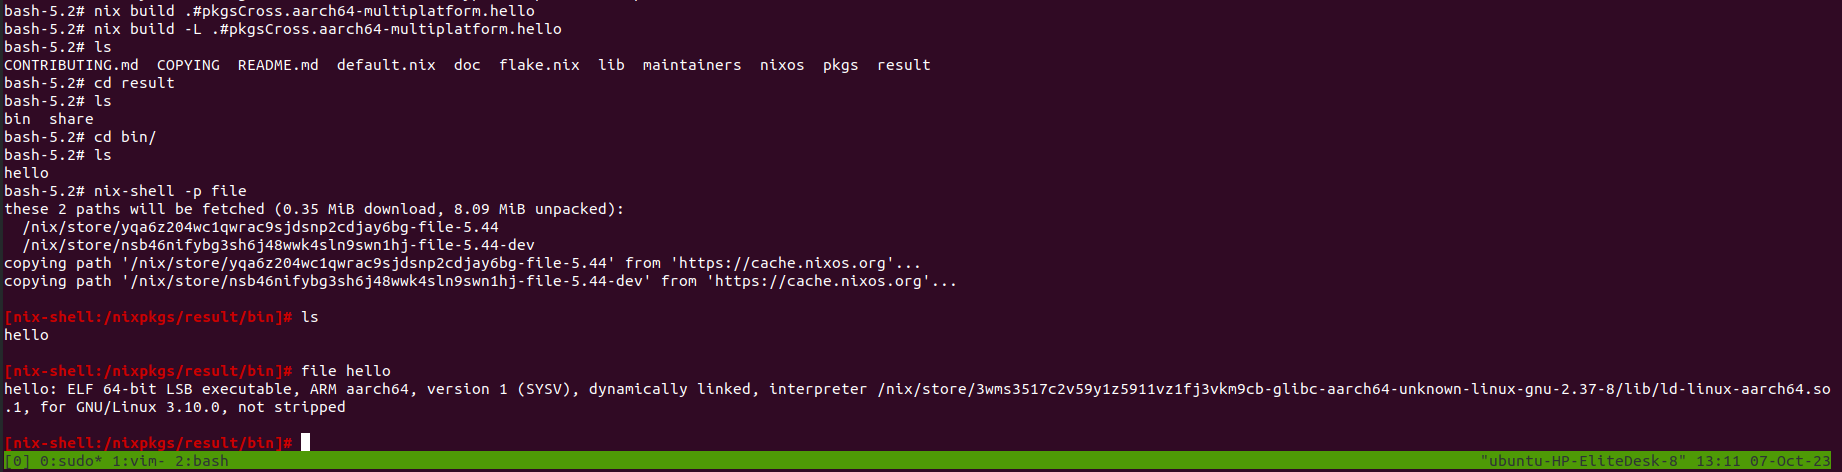 bash-5.2# nix build .#pkgsCross.aarch64-multiplatform.hello
bash-5.2# nix build -L .#pkgsCross.aarch64-multiplatform.hello
bash-5.2# ls
CONTRIBUTING.md  COPYING  README.md  default.nix  doc  flake.nix  lib  maintainers  nixos  pkgs  result
bash-5.2# cd result
bash-5.2# ls
bin  share
bash-5.2# cd bin/
bash-5.2# ls
hello
bash-5.2# nix-shell -p file
these 2 paths will be fetched (0.35 MiB download, 8.09 MiB unpacked):
  /nix/store/yqa6z204wc1qwrac9sjdsnp2cdjay6bg-file-5.44
  /nix/store/nsb46nifybg3sh6j48wwk4sln9swn1hj-file-5.44-dev
copying path '/nix/store/yqa6z204wc1qwrac9sjdsnp2cdjay6bg-file-5.44' from 'https://cache.nixos.org'...
copying path '/nix/store/nsb46nifybg3sh6j48wwk4sln9swn1hj-file-5.44-dev' from 'https://cache.nixos.org'...
[nix-shell:/nixpkgs/result/bin]# ls
hello
[nix-shell:/nixpkgs/result/bin]# file hello
hello: ELF 64-bit LSB executable, ARM aarch64, version 1 (SYSV), dynamically linked, interpreter /nix/store/3wms3517c2v59y1z5911vz1fj3vkm9cb-glibc-aarch64-unknown-linux-gnu-2.37-8/lib/ld-linux-aarch64.so
.1, for GNU/Linux 3.10.0, not stripped
[nix-shell:/nixpkgs/result/bin]#
[0] 0:sudo* 1:vim- 2:bash "ubuntu-HP-EliteDesk-8" 13:11 07-Oct-23